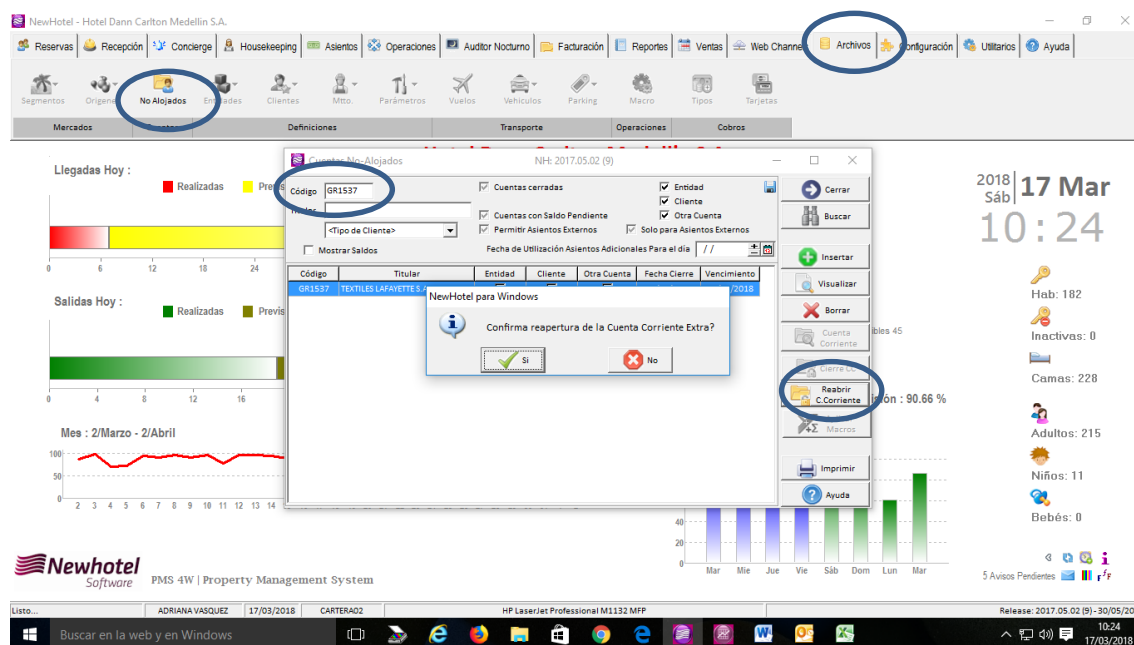 NewHotel - Hotel Dann Carlton Medellin S.A.
Reservas Recepción Concierge Housekeeping Asientos Operaciones Auditor Nocturno Facturación Reportes Ventas Web Channel Archivos Configuración Utilitarios Ayuda
Segmentos Origenes No Alojados Entidades Clientes Mtto. Parámetros Vuelos Vehículos Parking Macro Tipos Tarjetas
Mercados Definiciones Transporte Operaciones Cobros
Llegadas Hoy :
Realizadas
0 6 12 18 24
Salidas Hoy :
Realizadas Previs
0 4 8 12 16
Mes : 2/Marzo - 2/Abril
100
50
0
2 3 4 5 6 7 8 9 10 11 12 13 14
Cuentas No-Alojados NH: 2017.05.02 (9)
Código GR1537
Cuentas cerradas
Entidad
Cliente
Cuentas con Saldo Pendiente
Otra Cuenta
<Tipo de Cliente>
Permitir Asientos Externos
Solo para Asientos Externos
Mostrar Saldos
Fecha de Utilización Asientos Adicionales Para el día / /
Código Titular Entidad Cliente Otra Cuenta Fecha Cierre Vencimiento
GR1537 TEXTILES LAFAYETTE S.A /2018
NewHotel para Windows
Confirma reapertura de la Cuenta Corriente Extra?
Si No
Cerrar
Buscar
Insertar
Visualizar
Borrar
Cuenta
Corriente
Cierre CC
Reabrir
C.Corriente
Macros
Imprimir
Ayuda
ibles 45
sión : 90.66 %
40
20
0
Mar Mie Jue Vie Sàb Dom Lun Mar
2018
Sáb
17 Mar
10:24
Hab: 182
Inactivas: 0
Camas: 228
Adultos: 215
Niños: 11
Bebés: 0
5 Avisos Pendientes
Newhotel
Software
PMS 4W | Property Management System
Listo... ADRIANA VASQUEZ 17/03/2018 CARTERA02 HP LaserJet Professional M1132 MFP Release: 2017.05.02 (9) - 30/05/20
Buscar en la web y en Windows
10:24
17/03/2018